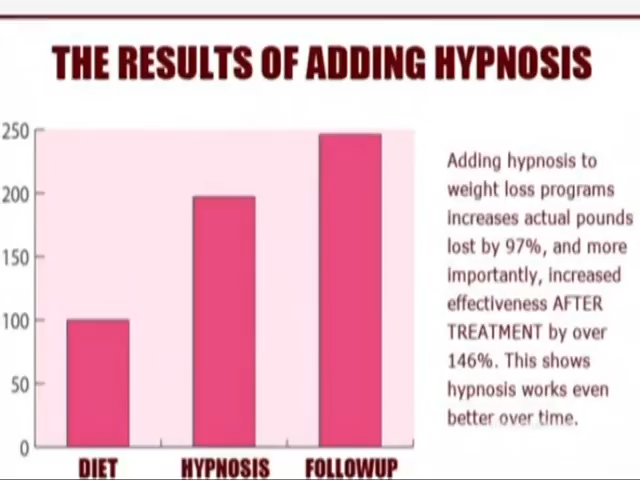 THE RESULTS OF ADDING HYPNOSIS
250
200
150
100
50
0
DIET
HYPNOSIS
FOLLOWUP
Adding hypnosis to
weight loss programs
increases actual pounds
lost by 97%, and more
importantly, increased
effectiveness AFTER
TREATMENT by over
146%. This shows
hypnosis works even
better over time.